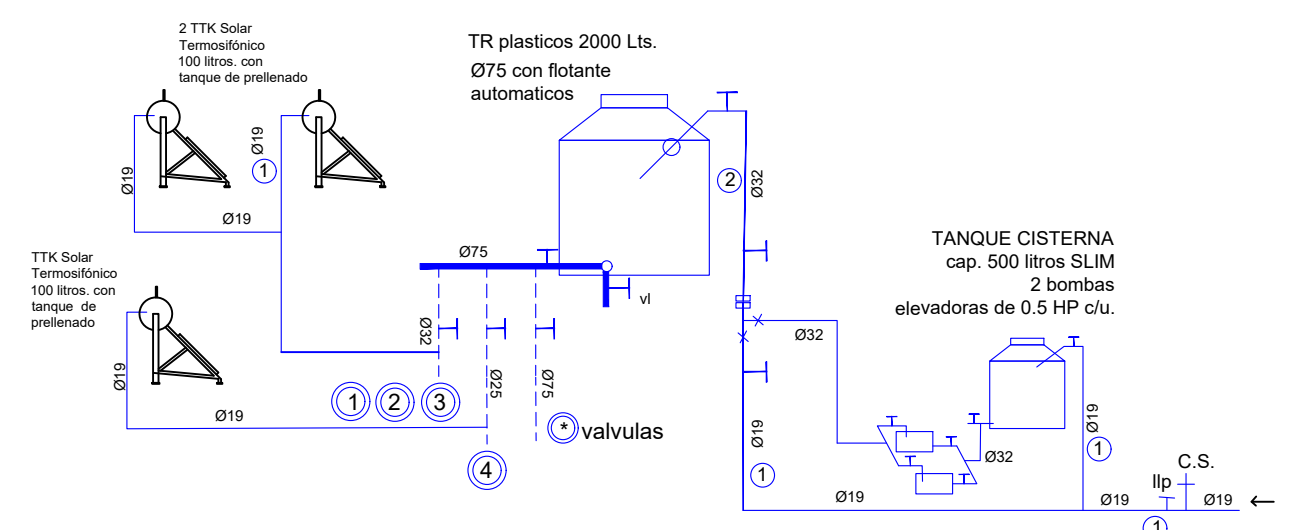 2 TTK Solar
Termosifónico
100 litros. con
tanque de prellenado
TR plasticos 2000 Lts.
Ø75 con flotante
automaticos
Ø19
1
Ø19
Ø19
2
Ø32
TTK Solar
Termosifónico
100 litros. con
tanque de
prellenado
Ø75
vl
TANQUE CISTERNA
cap. 500 litros SLIM
2 bombas
elevadoras de 0.5 HP c/u.
Ø32
Ø32
Ø19
Ø25
Ø75
Ø19
1
2
3
* valvulas
4
Ø19
1
Ø32
Ø19
1
C.S.
llp
Ø19
Ø19
Ø19
1